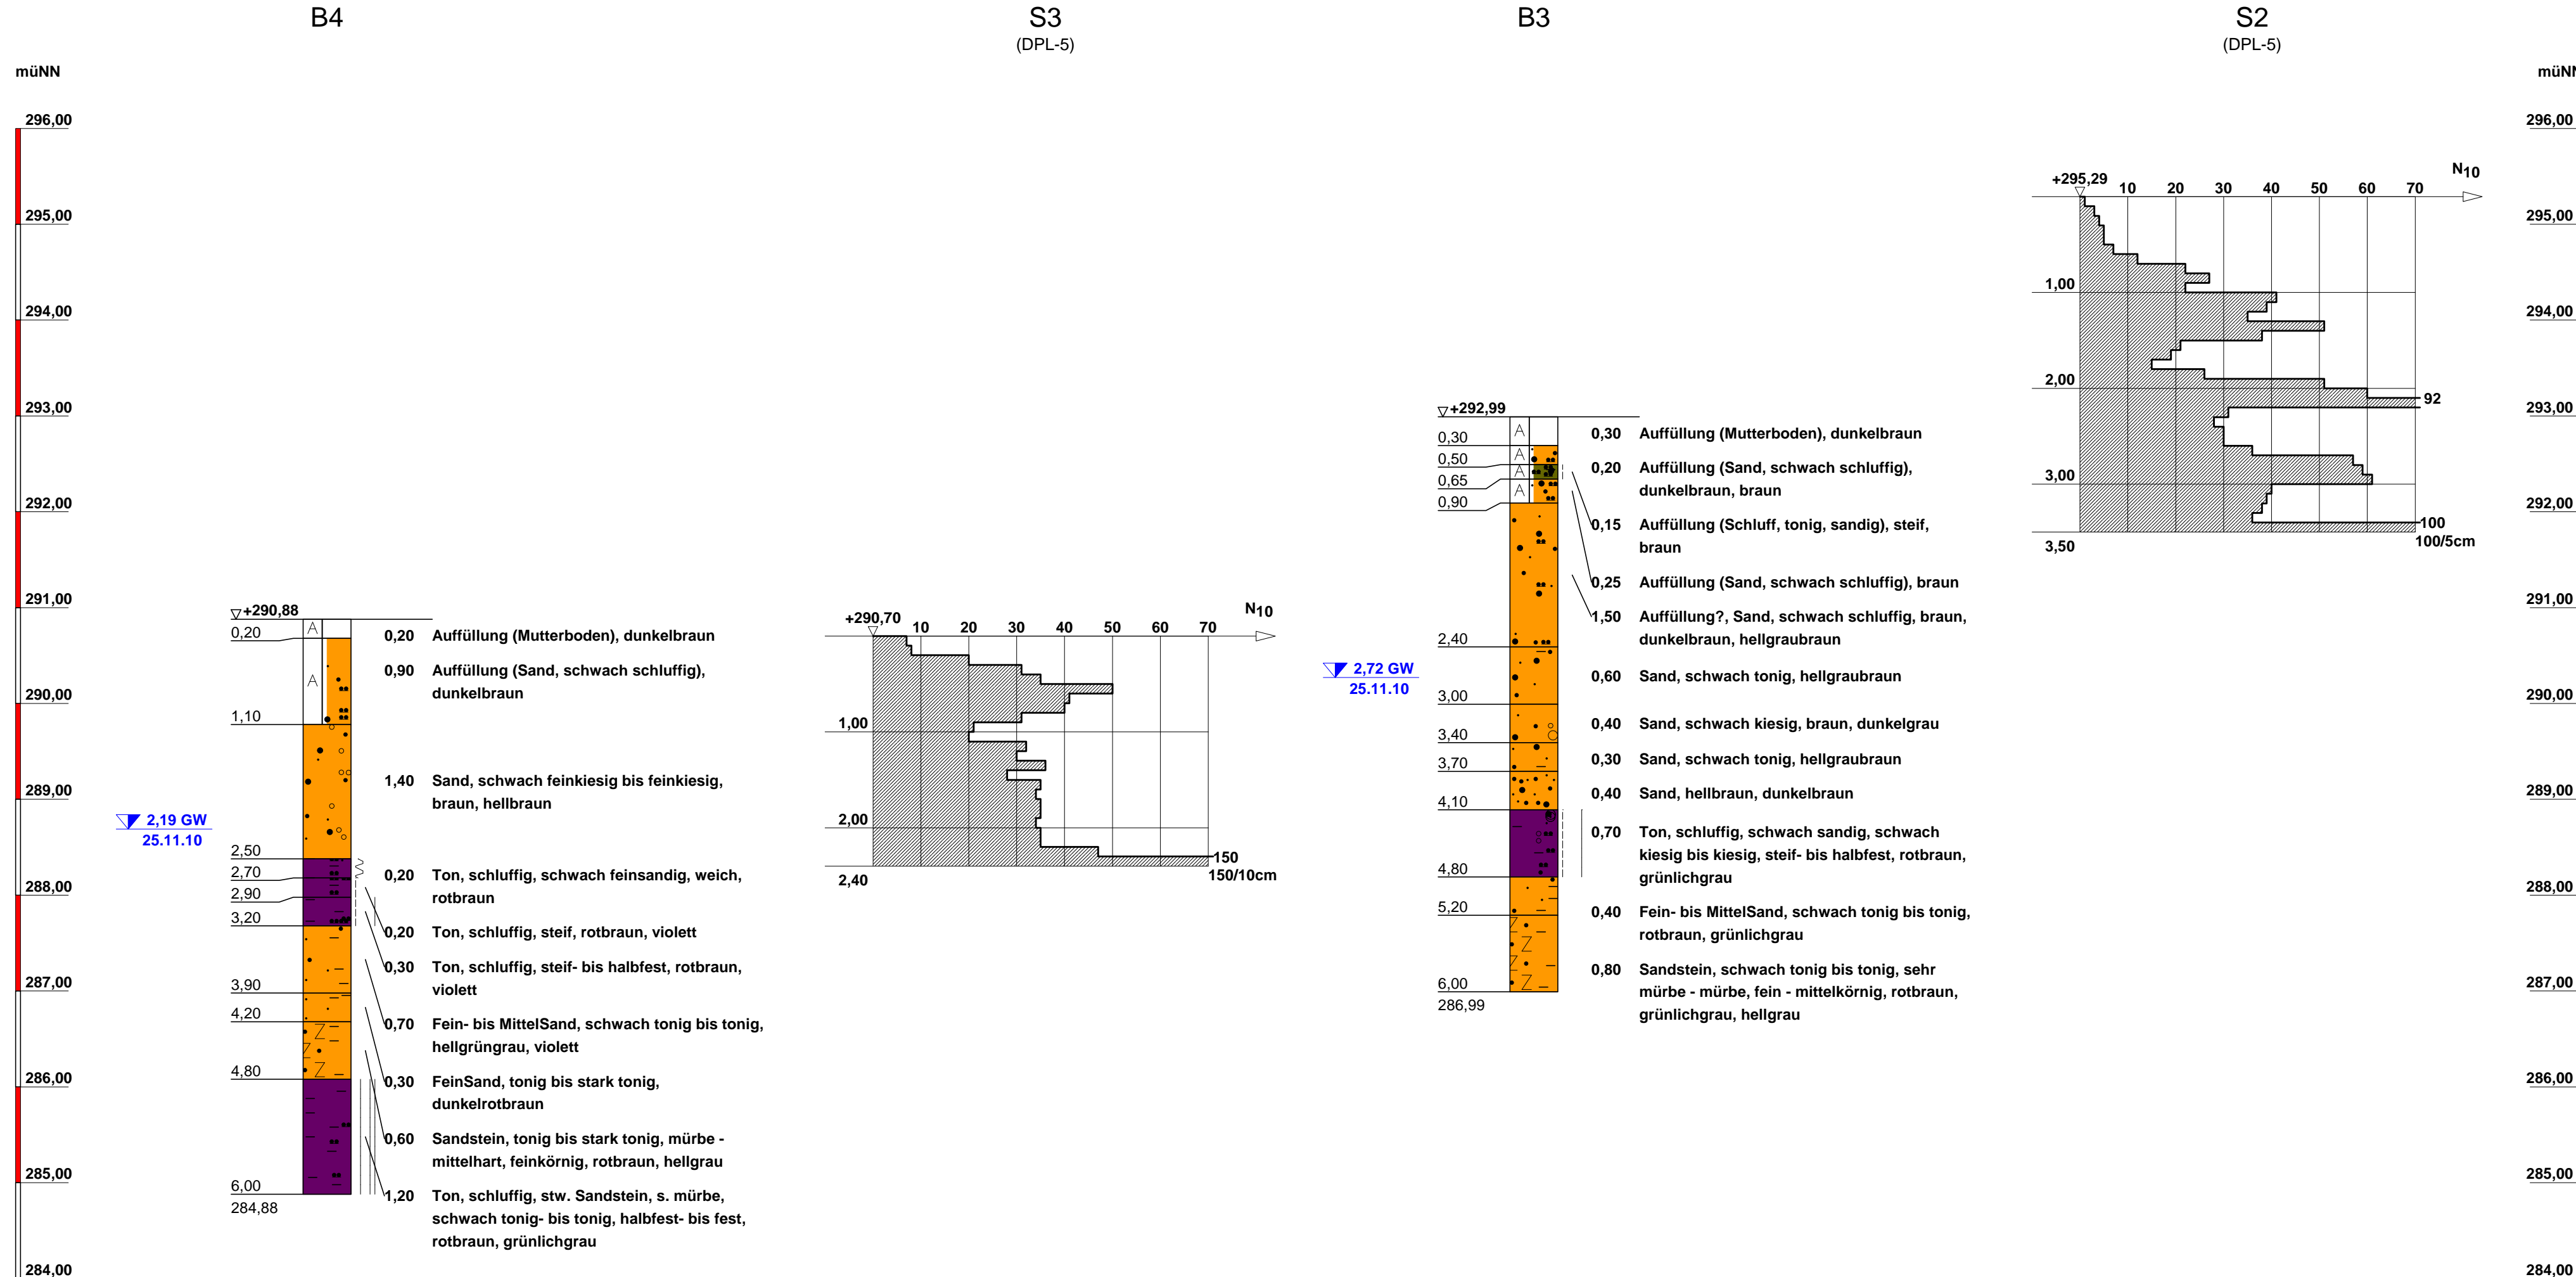 B4
S3
(DPL-5)
B3
S2
(DPL-5)
müNN
296,00
295,00
294,00
293,00
292,00
291,00
290,00
289,00
288,00
287,00
286,00
285,00
284,00
+290,88
0,20
1,10
2,50
2,70
2,90
3,20
3,90
4,20
4,80
6,00
284,88
2,19 GW
25.11.10
A
A
Z
Z
Z
Z
0,20 Auffüllung (Mutterboden), dunkelbraun
0,90 Auffüllung (Sand, schwach schluffig),
dunkelbraun
1,40 Sand, schwach feinkiesig bis feinkiesig,
braun, hellbraun
0,20 Ton, schluffig, schwach feinsandig, weich,
rotbraun
0,20 Ton, schluffig, steif, rotbraun, violett
0,30 Ton, schluffig, steif- bis halbfest, rotbraun,
violett
0,70 Fein- bis MittelSand, schwach tonig bis tonig,
hellgrüngrau, violett
0,30 FeinSand, tonig bis stark tonig,
dunkelrotbraun
0,60 Sandstein, tonig bis stark tonig, mürbe -
mittelhart, feinkörnig, rotbraun, hellgrau
1,20 Ton, schluffig, stw. Sandstein, s. mürbe,
schwach tonig- bis tonig, halbfest- bis fest,
rotbraun, grünlichgrau
N10
+290,70
10 20 30 40 50 60 70
1,00
2,00
2,40
150
150/10cm
+292,99
0,30
0,50
0,65
0,90
2,40
3,00
3,40
3,70
4,10
4,80
5,20
6,00
286,99
2,72 GW
25.11.10
A
A
A
A
Z
Z
Z
Z
Z
0,30 Auffüllung (Mutterboden), dunkelbraun
0,20 Auffüllung (Sand, schwach schluffig),
dunkelbraun, braun
0,15 Auffüllung (Schluff, tonig, sandig), steif,
braun
0,25 Auffüllung (Sand, schwach schluffig), braun
1,50 Auffüllung?, Sand, schwach schluffig, braun,
dunkelbraun, hellgraubraun
0,60 Sand, schwach tonig, hellgraubraun
0,40 Sand, schwach kiesig, braun, dunkelgrau
0,30 Sand, schwach tonig, hellgraubraun
0,40 Sand, hellbraun, dunkelbraun
0,70 Ton, schluffig, schwach sandig, schwach
kiesig bis kiesig, steif- bis halbfest, rotbraun,
grünlichgrau
0,40 Fein- bis MittelSand, schwach tonig bis tonig,
rotbraun, grünlichgrau
0,80 Sandstein, schwach tonig bis tonig, sehr
mürbe - mürbe, fein - mittelkörnig, rotbraun,
grünlichgrau, hellgrau
N10
+295,29
10 20 30 40 50 60 70
1,00
2,00
92
3,00
100
3,50
100/5cm
296,00
295,00
294,00
293,00
292,00
291,00
290,00
289,00
288,00
287,00
286,00
285,00
284,00